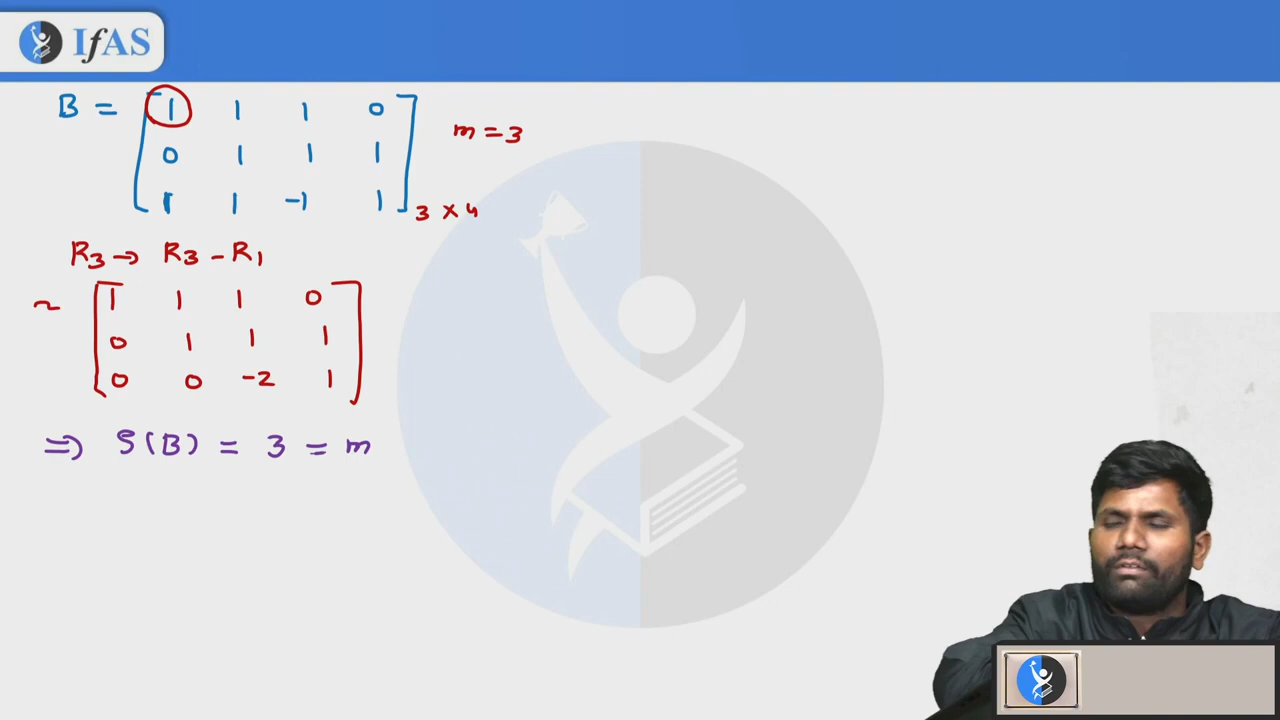 IfAS
B = [ 1 1 1 0
0 1 1 1
1 1 -1 1 ] 3 × 4
m = 3
R3 → R3 - R1
~ [ 1 1 1 0
0 1 1 1
0 0 -2 1 ]
⇒ ρ(B) = 3 = m